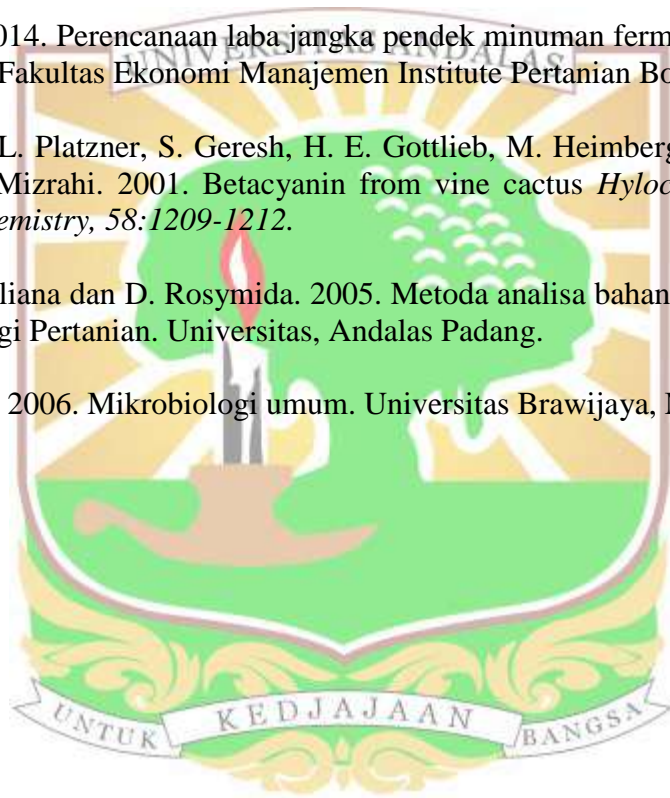 014. Perencanaan laba jangka pendek minuman ferm
UNIVERSITAS ANDALAS
Fakultas Ekonomi Manajemen Institute Pertanian Bo
L. Platzner, S. Geresh, H. E. Gottlieb, M. Heimberg
Mizrahi. 2001. Betacyanin from vine cactus Hyloc
emistry, 58:1209-1212.
liana dan D. Rosymida. 2005. Metoda analisa bahan
gi Pertanian. Universitas, Andalas Padang.
2006. Mikrobiologi umum. Universitas Brawijaya, M
UNTUK KEDJAJAAN BANGSA